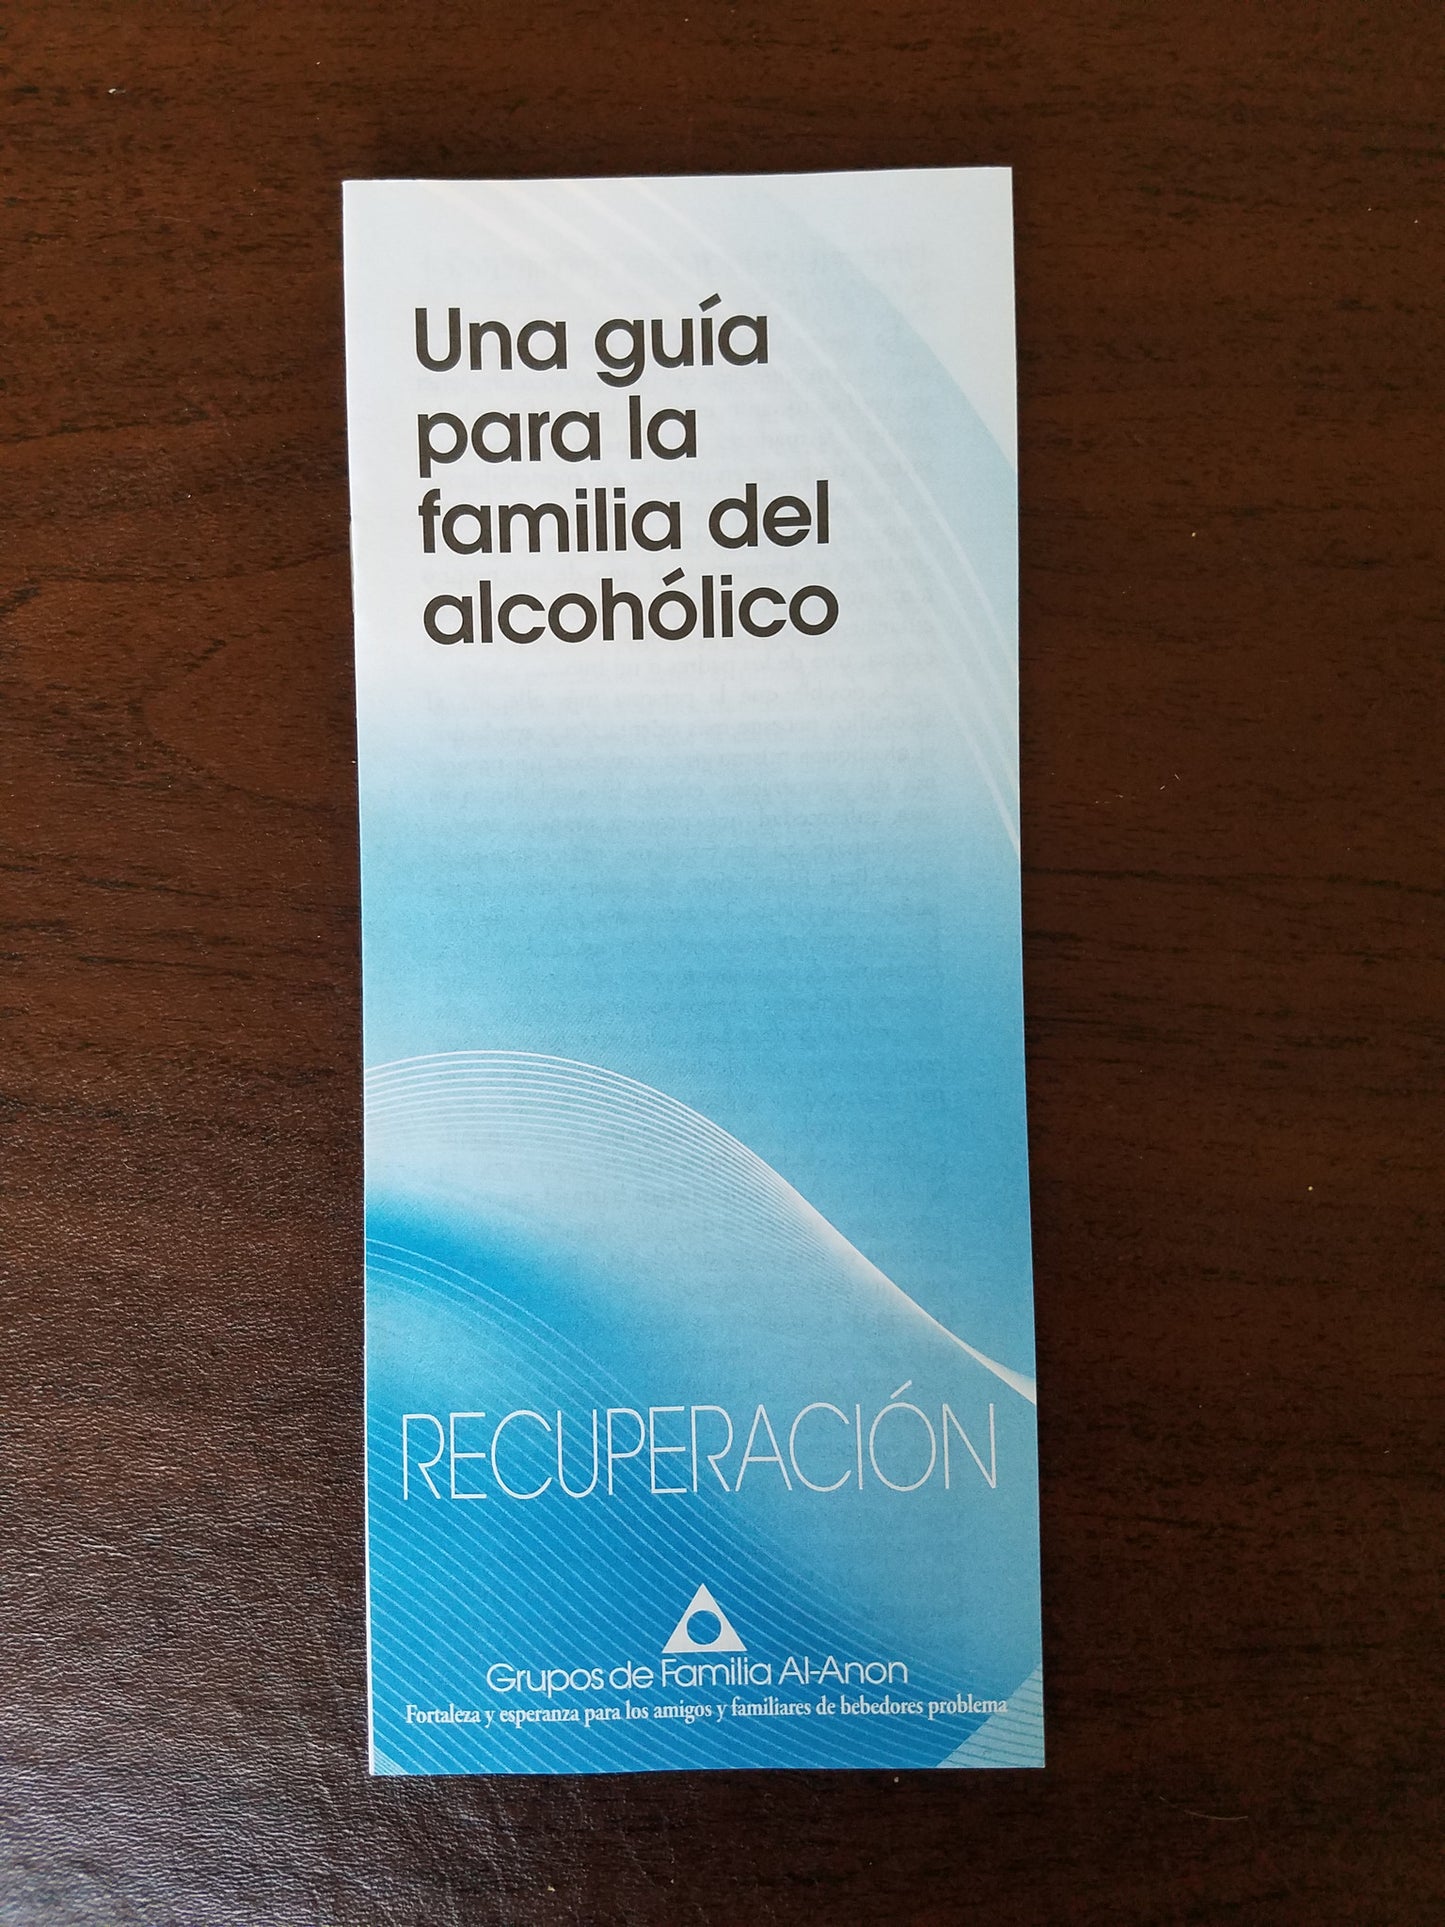 Una guía
para la
familia del
alcohólico
RECUPERACIÓN
Grupos de Familia Al-Anon
Fortaleza y esperanza para los amigos y familiares de bebedores problema